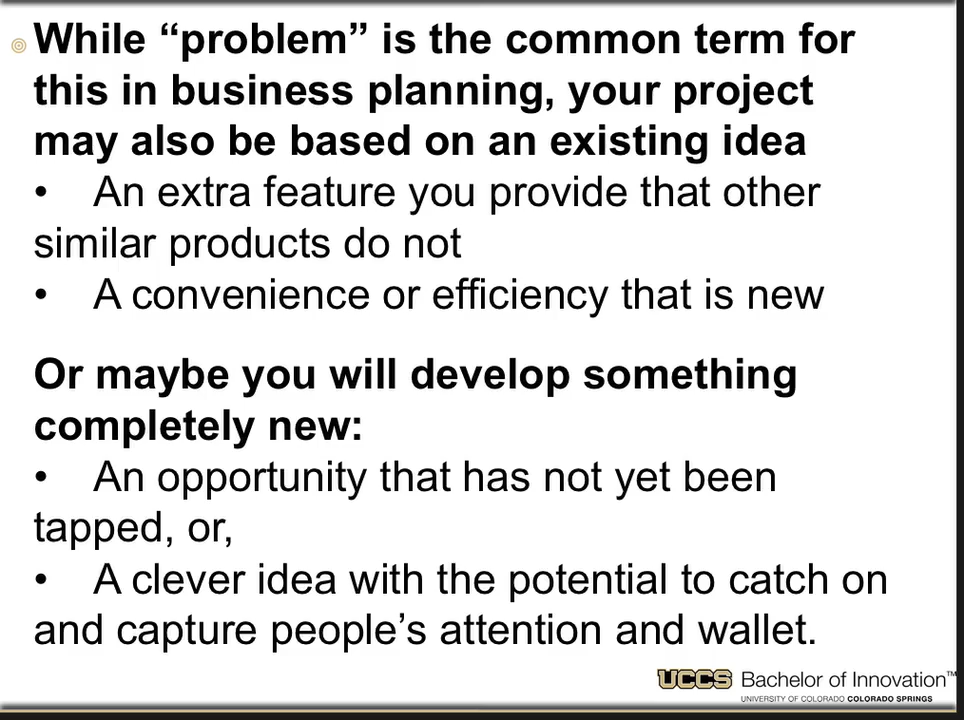 While “problem” is the common term for
this in business planning, your project
may also be based on an existing idea
• An extra feature you provide that other
similar products do not
• A convenience or efficiency that is new
Or maybe you will develop something
completely new:
• An opportunity that has not yet been
tapped, or,
• A clever idea with the potential to catch on
and capture people’s attention and wallet.
UCCS Bachelor of Innovation™
UNIVERSITY OF COLORADO COLORADO SPRINGS